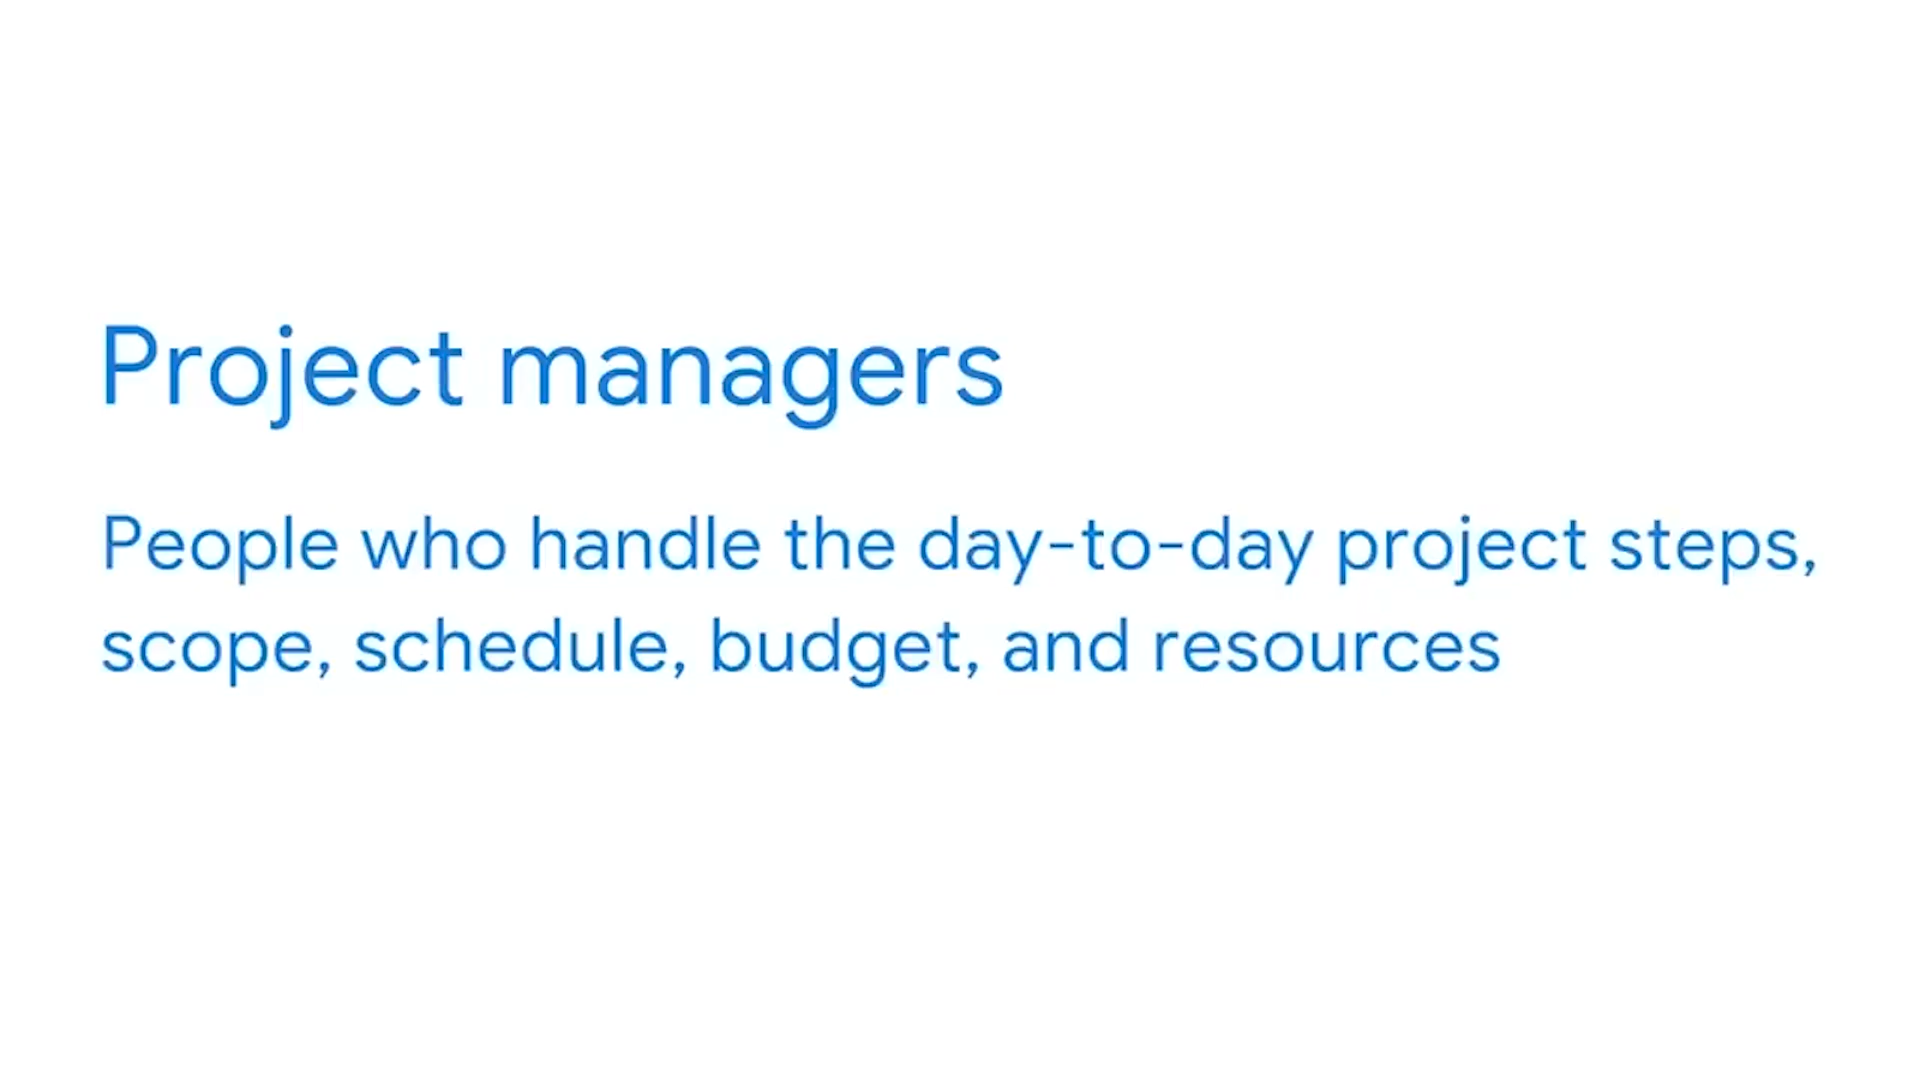 Project managers
People who handle the day-to-day project steps,
scope, schedule, budget, and resources